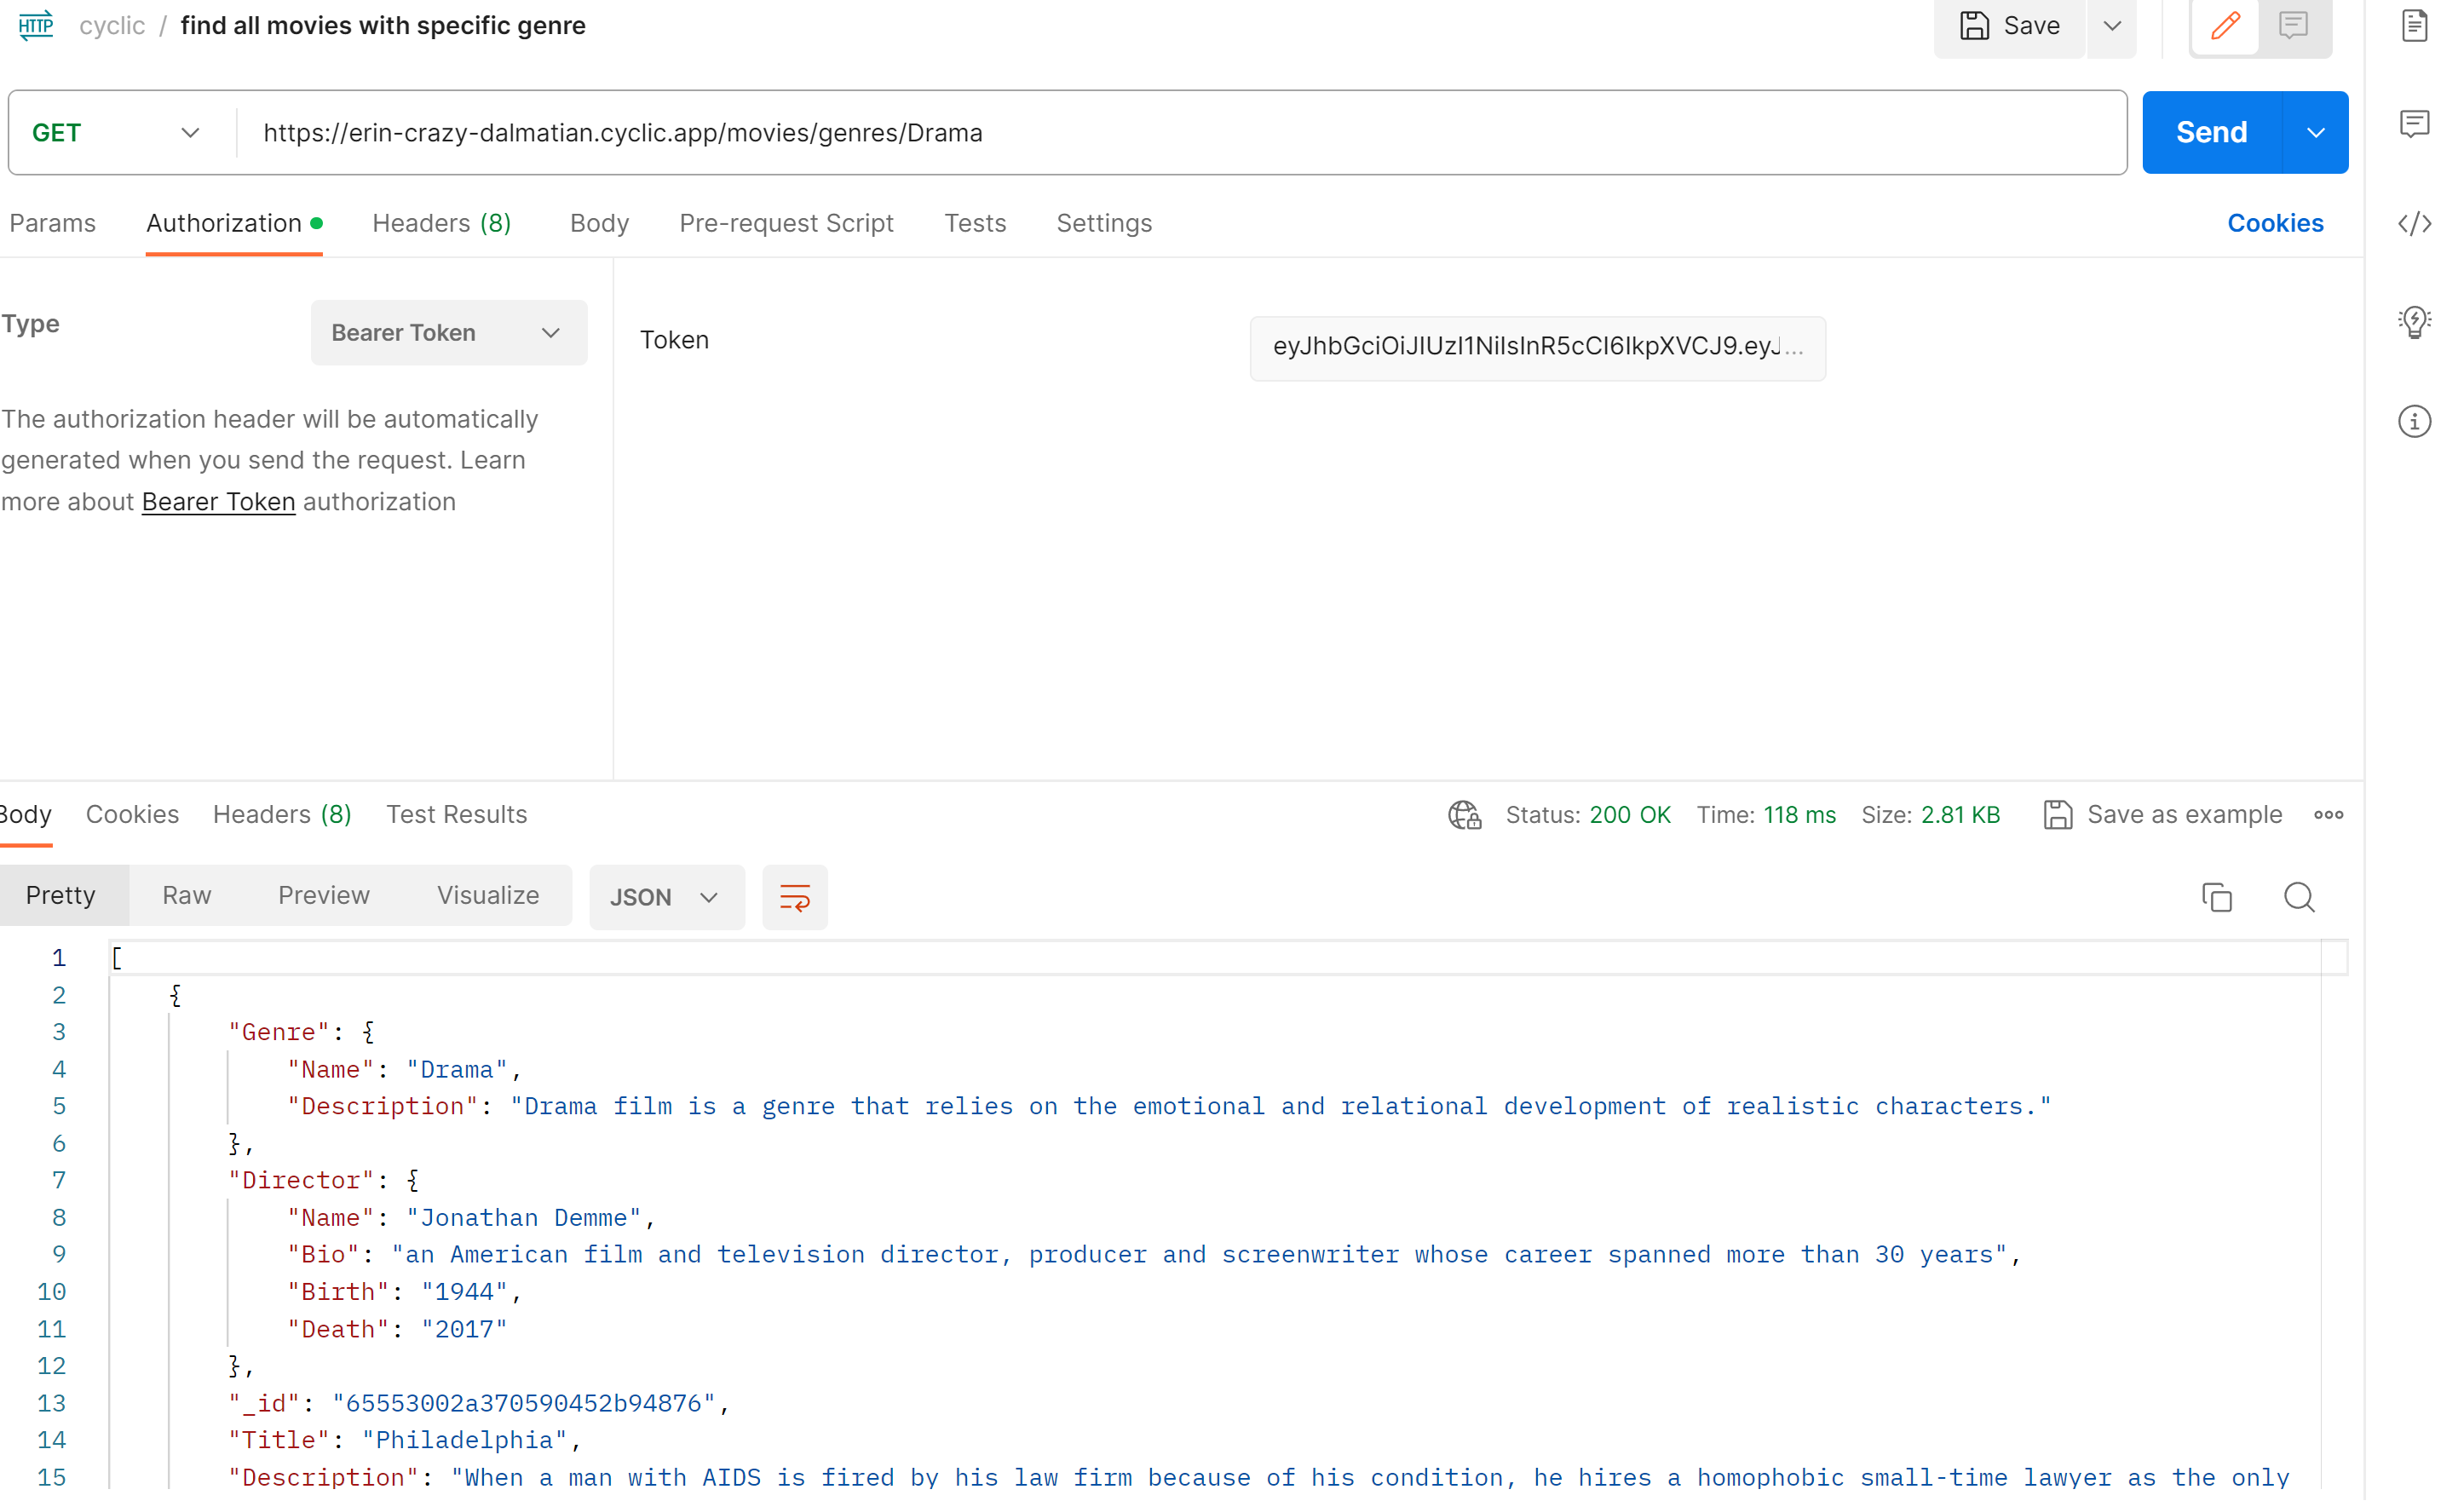 HTTP cyclic / find all movies with specific genre Save
GET https://erin-crazy-dalmatian.cyclic.app/movies/genres/Drama Send
Params Authorization Headers (8) Body Pre-request Script Tests Settings Cookies
Type Bearer Token Token eyJhbGciOiJIUzI1NiIsInR5cCI6IkpXVCJ9.eyJ...
The authorization header will be automatically
generated when you send the request. Learn
more about Bearer Token authorization
Body Cookies Headers (8) Test Results Status: 200 OK Time: 118 ms Size: 2.81 KB Save as example
Pretty Raw Preview Visualize JSON
1 [
2 {
3 "Genre": {
4 "Name": "Drama",
5 "Description": "Drama film is a genre that relies on the emotional and relational development of realistic characters."
6 },
7 "Director": {
8 "Name": "Jonathan Demme",
9 "Bio": "an American film and television director, producer and screenwriter whose career spanned more than 30 years",
10 "Birth": "1944",
11 "Death": "2017"
12 },
13 "_id": "65553002a370590452b94876",
14 "Title": "Philadelphia",
15 "Description": "When a man with AIDS is fired by his law firm because of his condition, he hires a homophobic small-time lawyer as the only